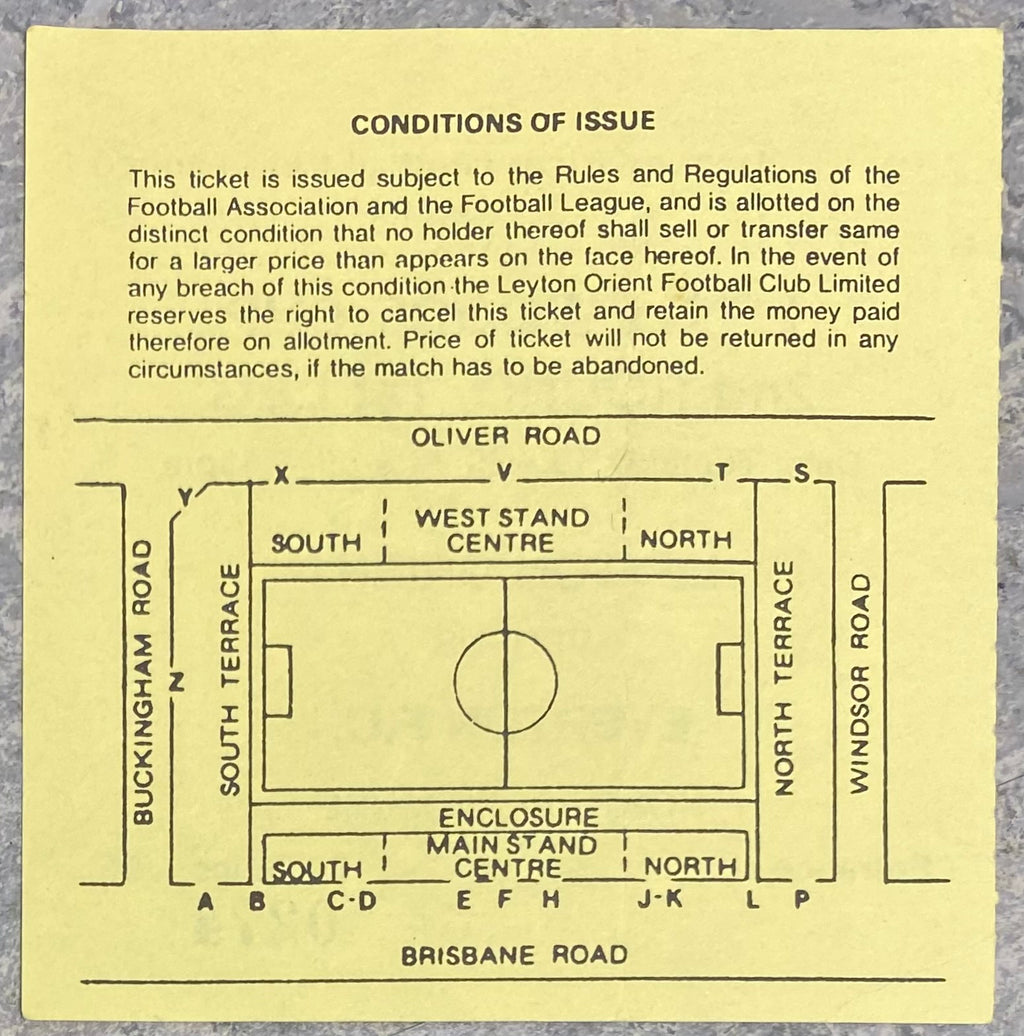 CONDITIONS OF ISSUE
This ticket is issued subject to the Rules and Regulations of the
Football Association and the Football League, and is allotted on the
distinct condition that no holder thereof shall sell or transfer same
for a larger price than appears on the face hereof. In the event of
any breach of this condition the Leyton Orient Football Club Limited
reserves the right to cancel this ticket and retain the money paid
therefore on allotment. Price of ticket will not be returned in any
circumstances, if the match has to be abandoned.
OLIVER ROAD
Y X V T S
SOUTH
WEST STAND
CENTRE
NORTH
BUCKINGHAM ROAD
Z
SOUTH TERRACE
NORTH TERRACE
WINDSOR ROAD
ENCLOSURE
SOUTH
MAIN STAND
CENTRE
NORTH
A B C-D E F H J-K L P
BRISBANE ROAD